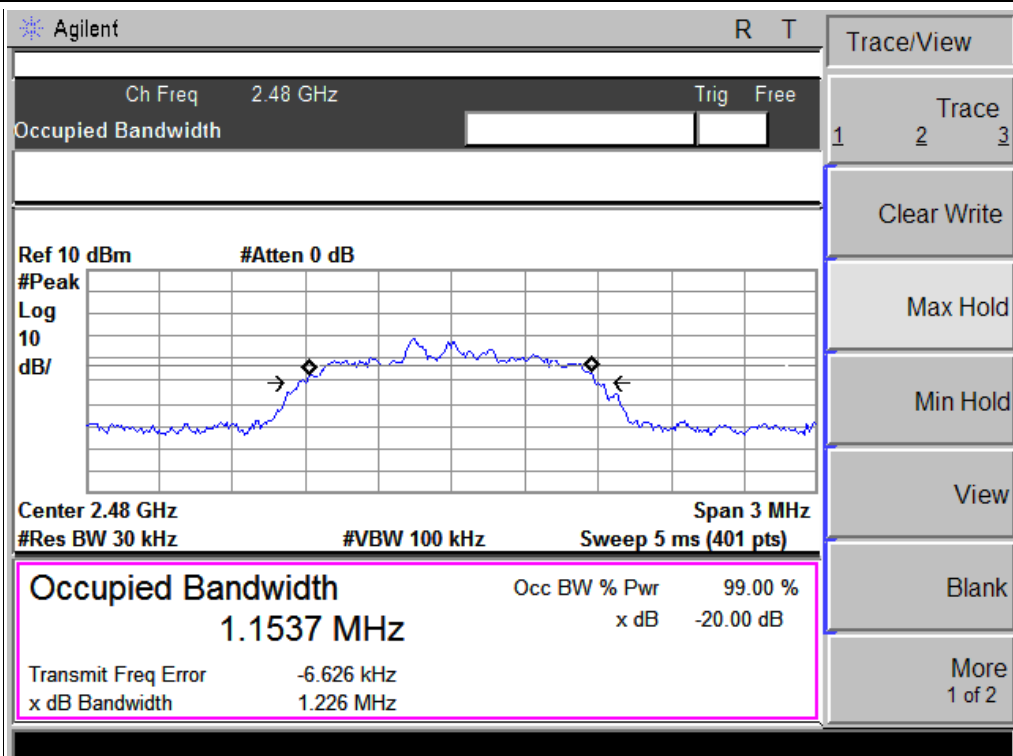 Agilent
R T
Trace/View
Ch Freq 2.48 GHz
Trig Free
Occupied Bandwidth
Trace
1 2 3
Clear Write
Max Hold
Min Hold
View
Blank
More
1 of 2
Ref 10 dBm
#Atten 0 dB
#Peak
Log
10
dB/
Center 2.48 GHz
Span 3 MHz
#Res BW 30 kHz
#VBW 100 kHz
Sweep 5 ms (401 pts)
Occupied Bandwidth
1.1537 MHz
Occ BW % Pwr 99.00 %
x dB -20.00 dB
Transmit Freq Error -6.626 kHz
x dB Bandwidth 1.226 MHz